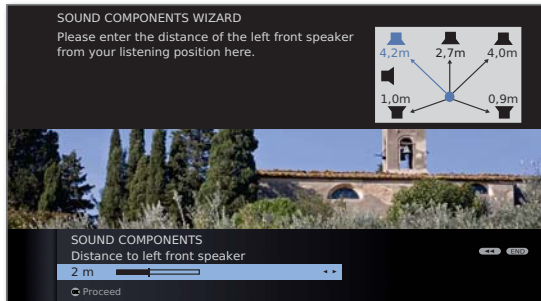 SOUND COMPONENTS WIZARD
Please enter the distance of the left front speaker
from your listening position here.
4,2m 2,7m 4,0m
1,0m 0,9m
SOUND COMPONENTS
Distance to left front speaker
2 m
END
OK Proceed